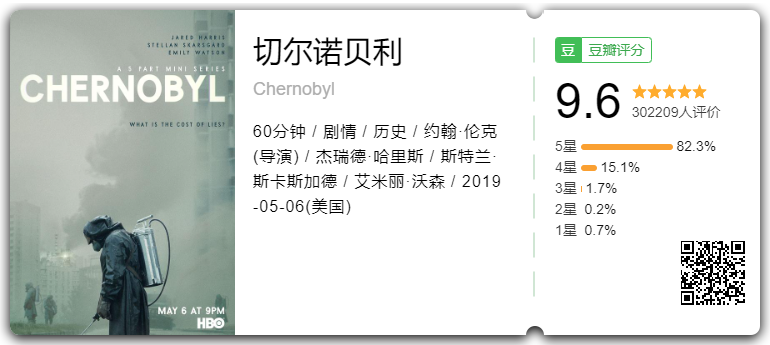 JARED HARRIS
STELLAN SKARSGARD
EMILY WATSON
A 5 PART MINI SERIES
CHERNOBYL
WHAT IS THE COST OF LIES?
MAY 6 AT 9PM
HBO
切尔诺贝利
Chernobyl
60分钟 / 剧情 / 历史 / 约翰·伦克
(导演) / 杰瑞德·哈里斯 / 斯特兰·
斯卡斯加德 / 艾米丽·沃森 / 2019
-05-06(美国)
豆 豆瓣评分
9.6
302209人评价
5星 82.3%
4星 15.1%
3星 1.7%
2星 0.2%
1星 0.7%